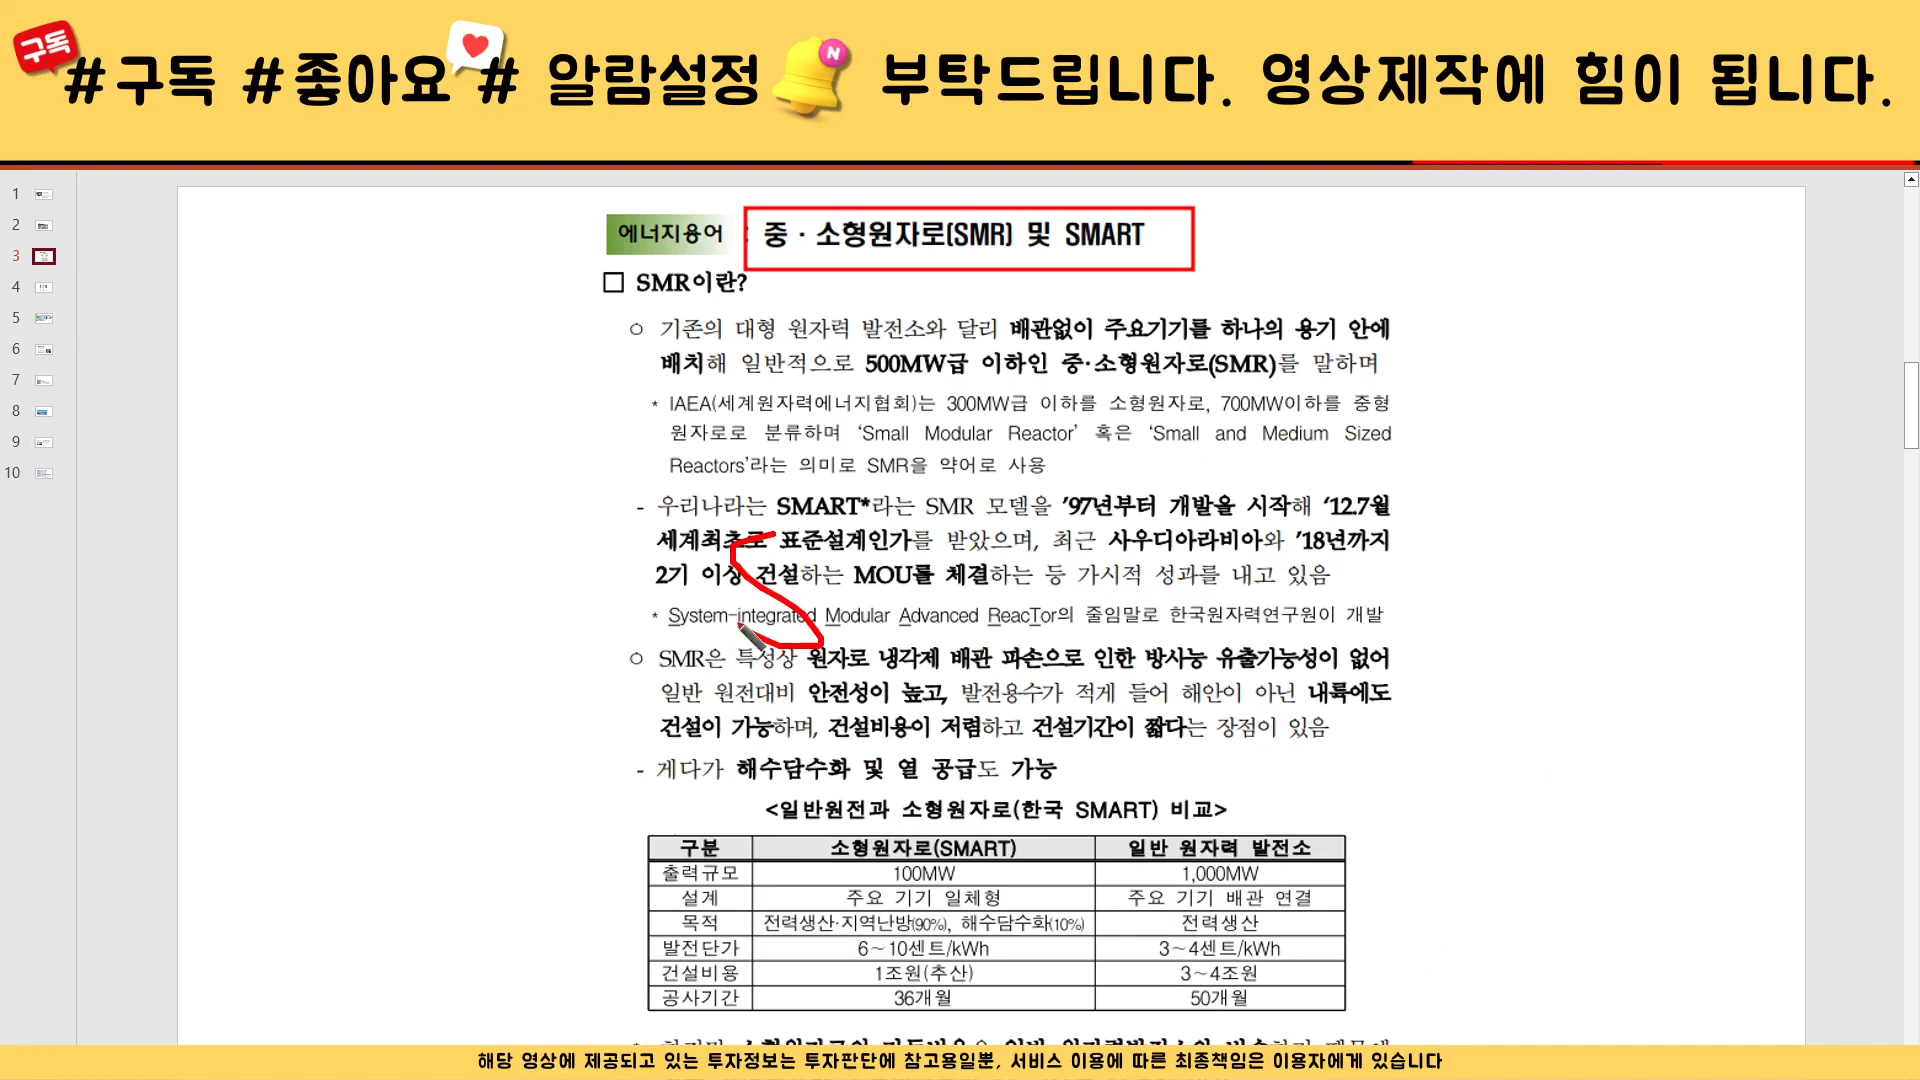 구독
#구독 #좋아요 # 알람설정 N 부탁드립니다. 영상제작에 힘이 됩니다.
1
2
3
4
5
6
7
8
9
10
에너지용어 : 중·소형원자로(SMR) 및 SMART
□ SMR이란?
○ 기존의 대형 원자력 발전소와 달리 배관없이 주요기기를 하나의 용기 안에
배치해 일반적으로 500MW급 이하인 중·소형원자로(SMR)를 말하며
* IAEA(세계원자력에너지협회)는 300MW급 이하를 소형원자로, 700MW이하를 중형
원자로로 분류하며 ‘Small Modular Reactor’ 혹은 ‘Small and Medium Sized
Reactors’라는 의미로 SMR을 약어로 사용
- 우리나라는 SMART*라는 SMR 모델을 ’97년부터 개발을 시작해 ‘12.7월
세계최초로 표준설계인가를 받았으며, 최근 사우디아라비아와 ’18년까지
2기 이상 건설하는 MOU를 체결하는 등 가시적 성과를 내고 있음
* System-integrated Modular Advanced ReacTor의 줄임말로 한국원자력연구원이 개발
○ SMR은 특성상 원자로 냉각제 배관 파손으로 인한 방사능 유출가능성이 없어
일반 원전대비 안전성이 높고, 발전용수가 적게 들어 해안이 아닌 내륙에도
건설이 가능하며, 건설비용이 저렴하고 건설기간이 짧다는 장점이 있음
- 게다가 해수담수화 및 열 공급도 가능
<일반원전과 소형원자로(한국 SMART) 비교>
구분 소형원자로(SMART) 일반 원자력 발전소
출력규모 100MW 1,000MW
설계 주요 기기 일체형 주요 기기 배관 연결
목적 전력생산·지역난방(90%), 해수담수화(10%) 전력생산
발전단가 6~10센트/kWh 3~4센트/kWh
건설비용 1조원(추산) 3~4조원
공사기간 36개월 50개월
해당 영상에 제공되고 있는 투자정보는 투자판단에 참고용일뿐, 서비스 이용에 따른 최종책임은 이용자에게 있습니다